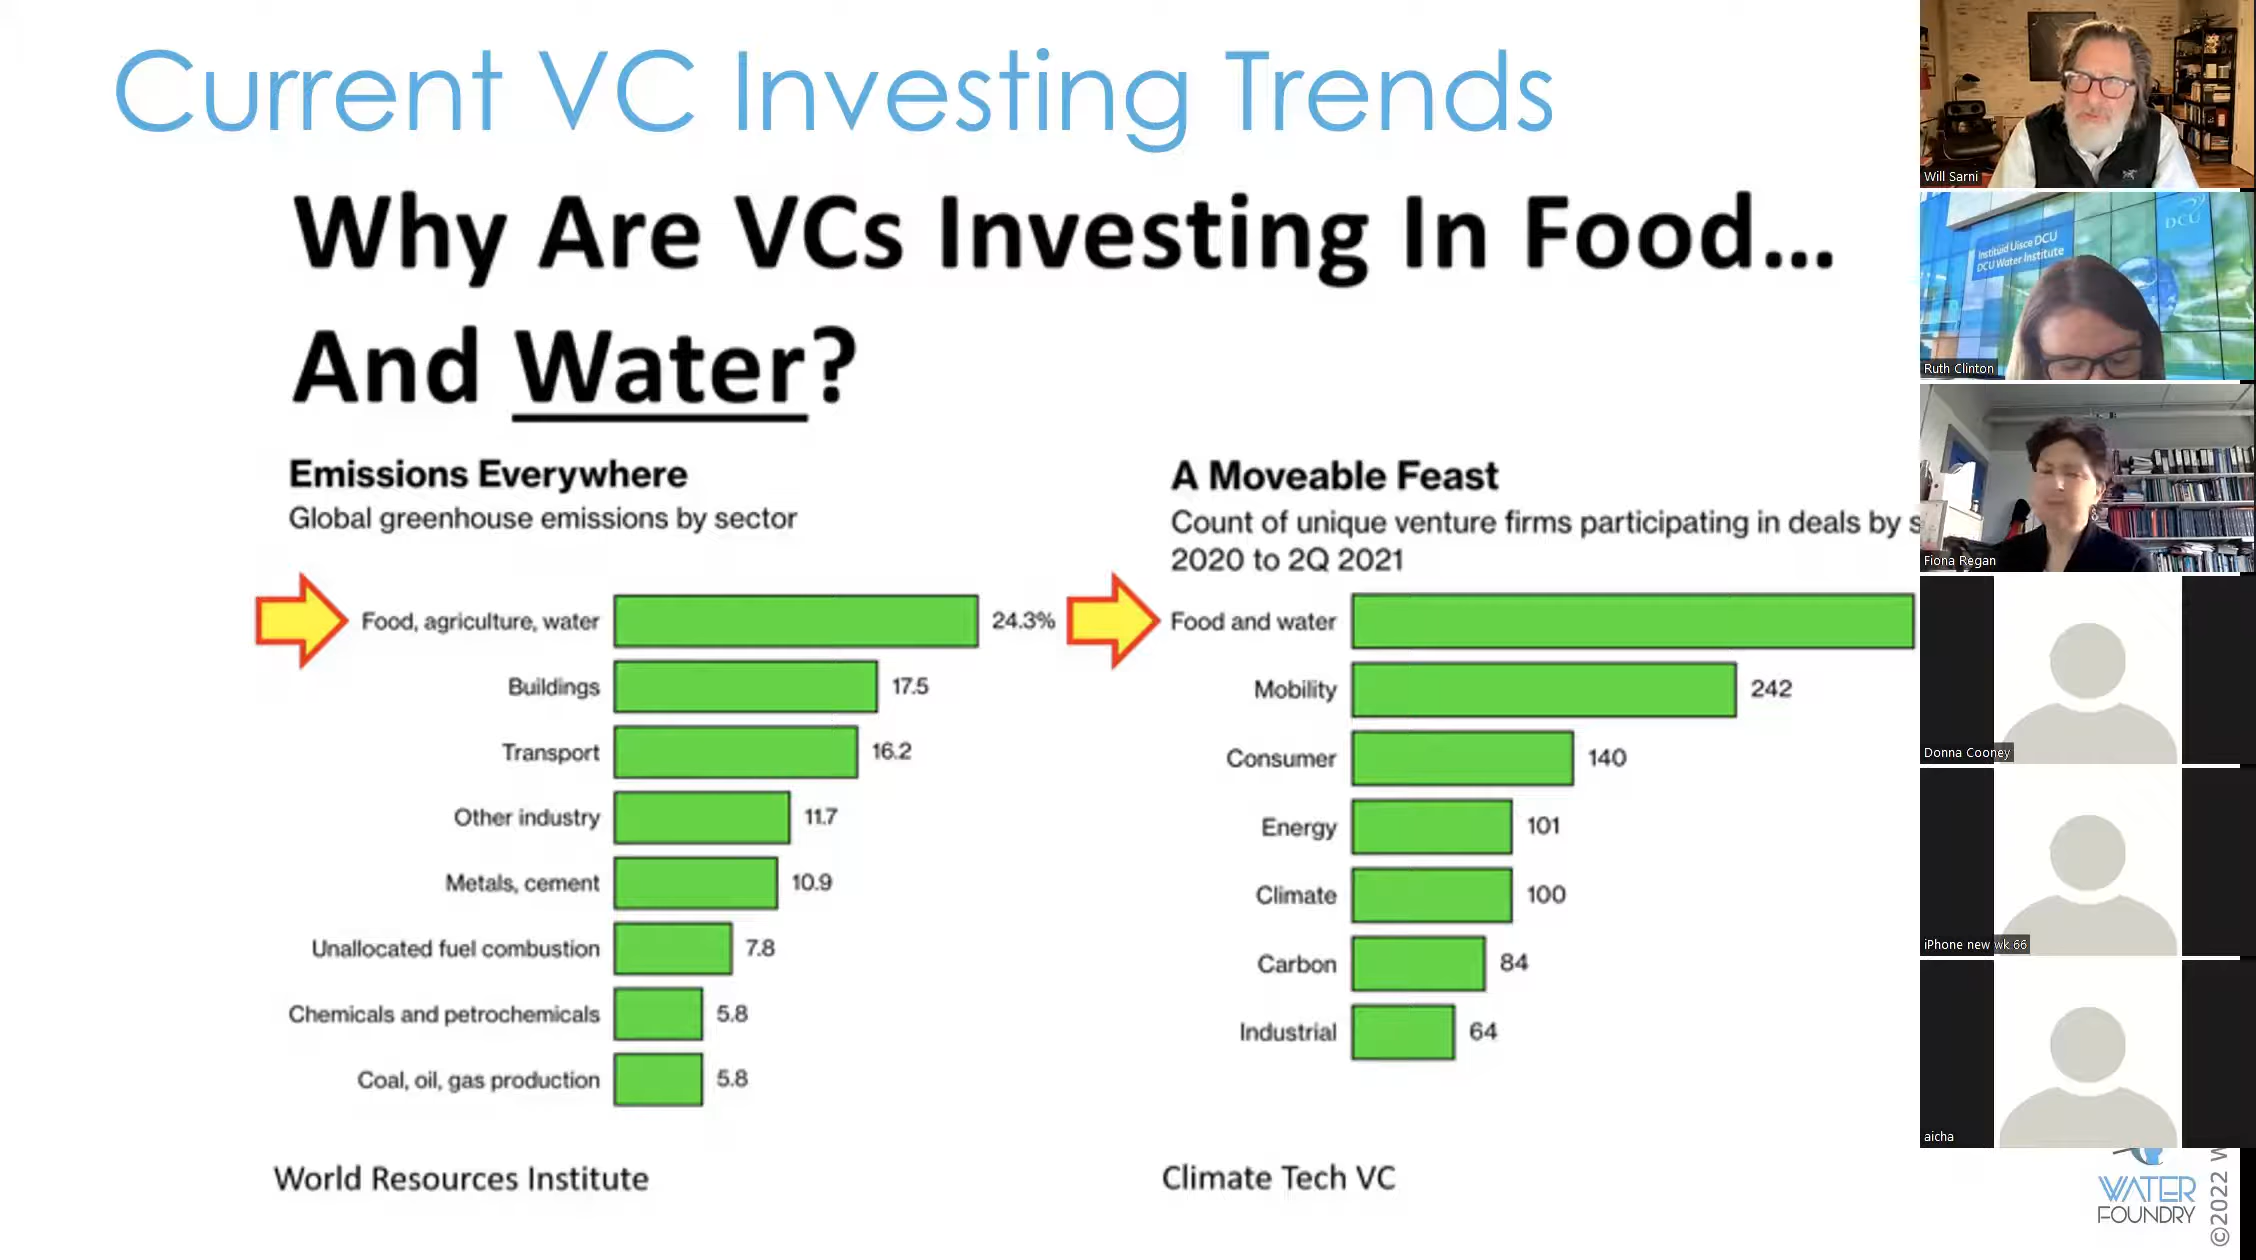 Current VC Investing Trends
Why Are VCs Investing In Food...
And Water?
Emissions Everywhere
Global greenhouse emissions by sector
Food, agriculture, water 24.3%
Buildings 17.5
Transport 16.2
Other industry 11.7
Metals, cement 10.9
Unallocated fuel combustion 7.8
Chemicals and petrochemicals 5.8
Coal, oil, gas production 5.8
World Resources Institute
A Moveable Feast
Count of unique venture firms participating in deals by s
2020 to 2Q 2021
Food and water
Mobility 242
Consumer 140
Energy 101
Climate 100
Carbon 84
Industrial 64
Climate Tech VC
Will Sarni
DCU
Institiúid Uisce DCU
DCU Water Institute
Ruth Clinton
Fiona Regan
Donna Cooney
iPhone new wk 66
aicha
WATER
FOUNDRY
©2022 W